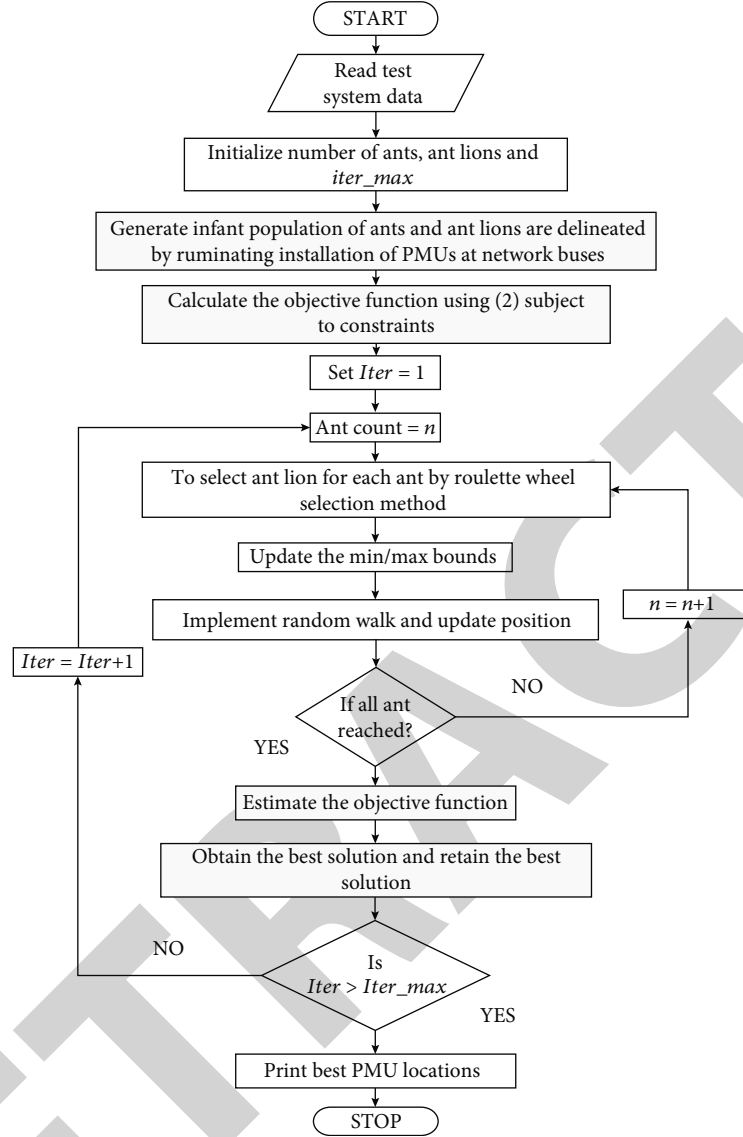 START
Read test
system data
Initialize number of ants, ant lions and
iter_max
Generate infant population of ants and ant lions are delineated
by ruminating installation of PMUs at network buses
Calculate the objective function using (2) subject
to constraints
Set Iter = 1
Ant count = n
To select ant lion for each ant by roulette wheel
selection method
Update the min/max bounds
n = n+1
Implement random walk and update position
Iter = Iter+1
If all ant
reached?
NO
YES
Estimate the objective function
Obtain the best solution and retain the best
solution
NO
Is
Iter > Iter_max
YES
Print best PMU locations
STOP
ETRACT